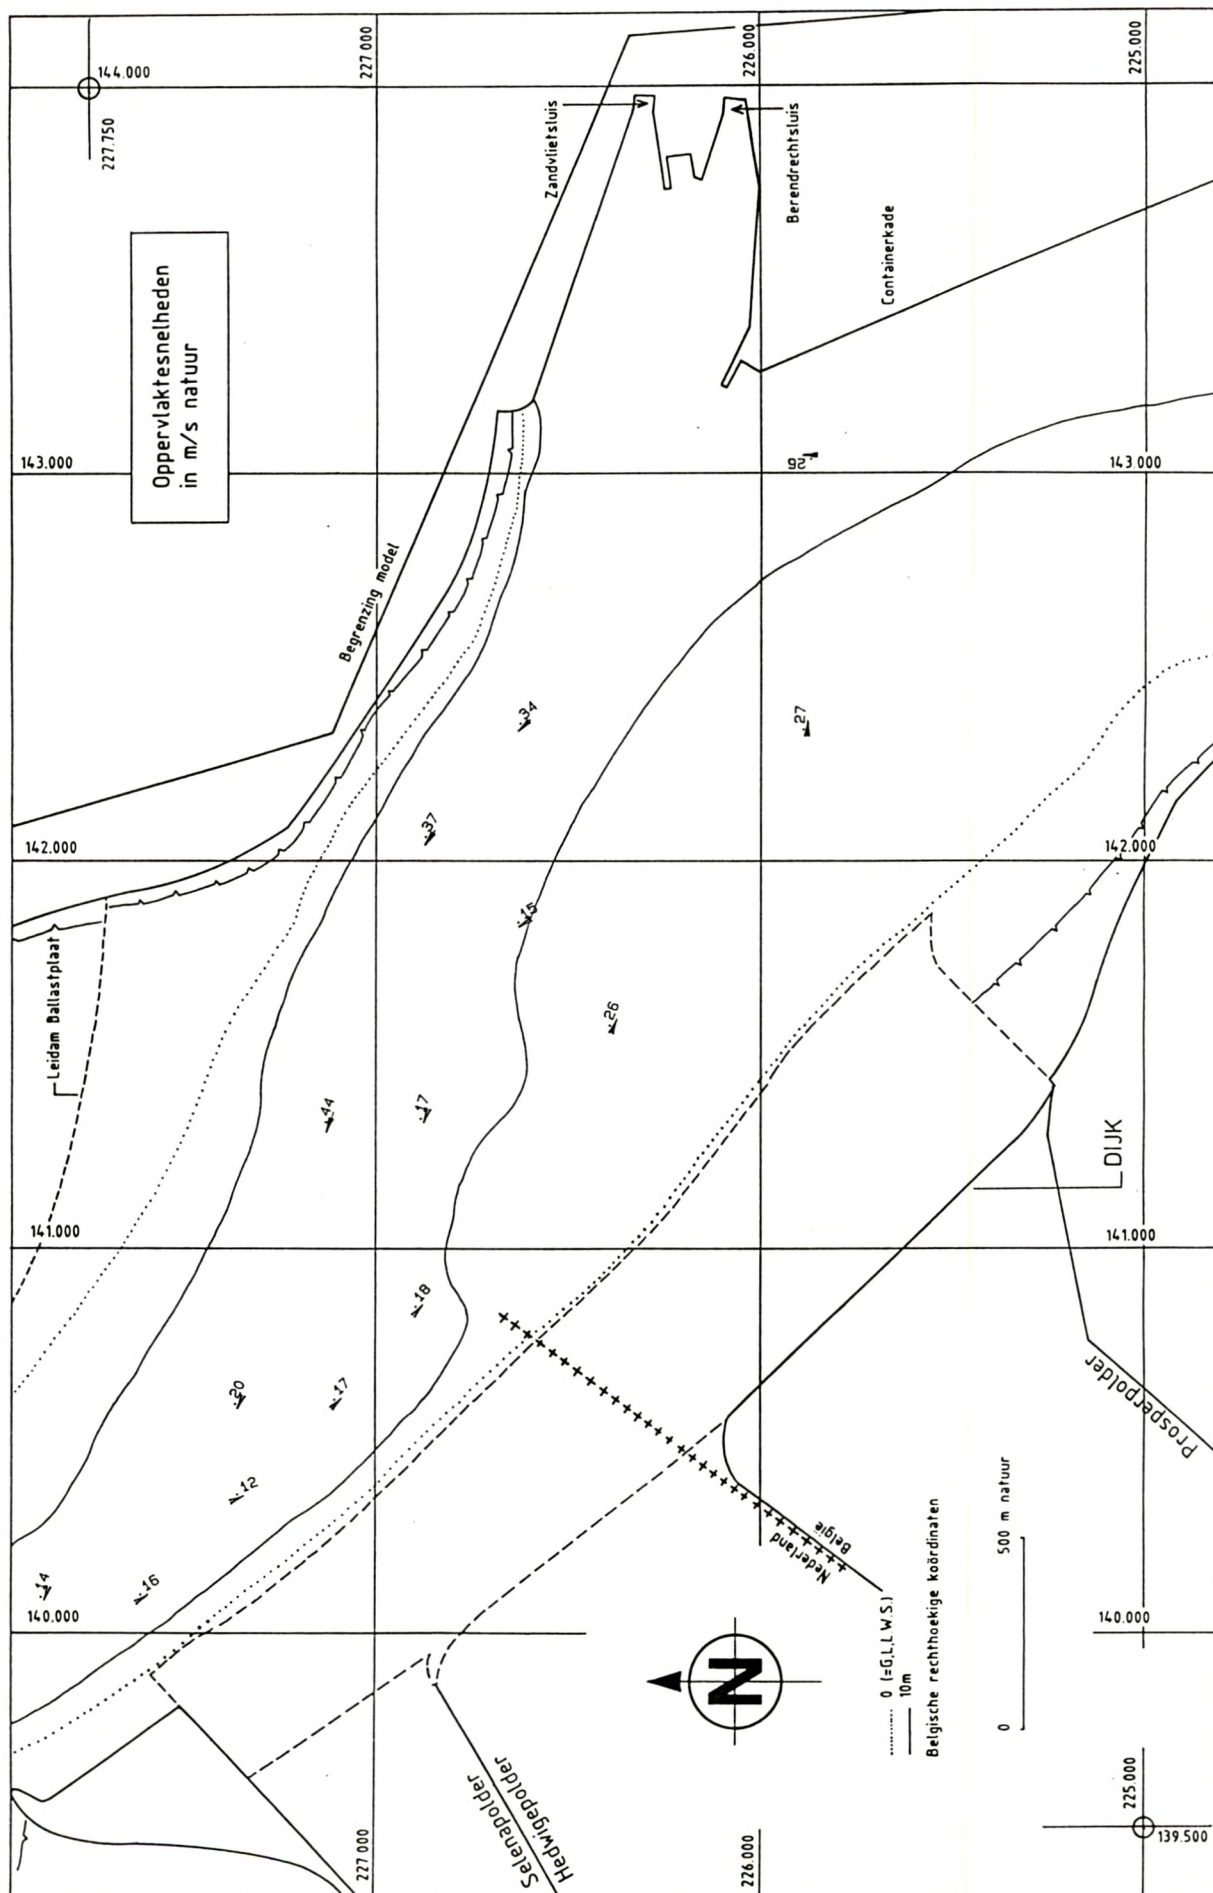 144.000
227.750
227.000
226.000
225.000
Zandvlietsluis
Berendrechtsluis
Containerkade
Oppervlaktesnelheden
in m/s natuur
143.000
143.000
.26
Begrenzing model
.34
.27
.37
142.000
142.000
.15
Leidam Ballastplaat
.26
.44
.17
DIJK
141.000
141.000
.18
.20
.17
Prosperpolder
.12
Nederland
België
.14
.16
140.000
140.000
0 (=G.L.L.W.S.)
10m
Belgische rechthoekige koördinaten
0
500 m natuur
N
Selenapolder
Hedwigepolder
227.000
226.000
225.000
139.500